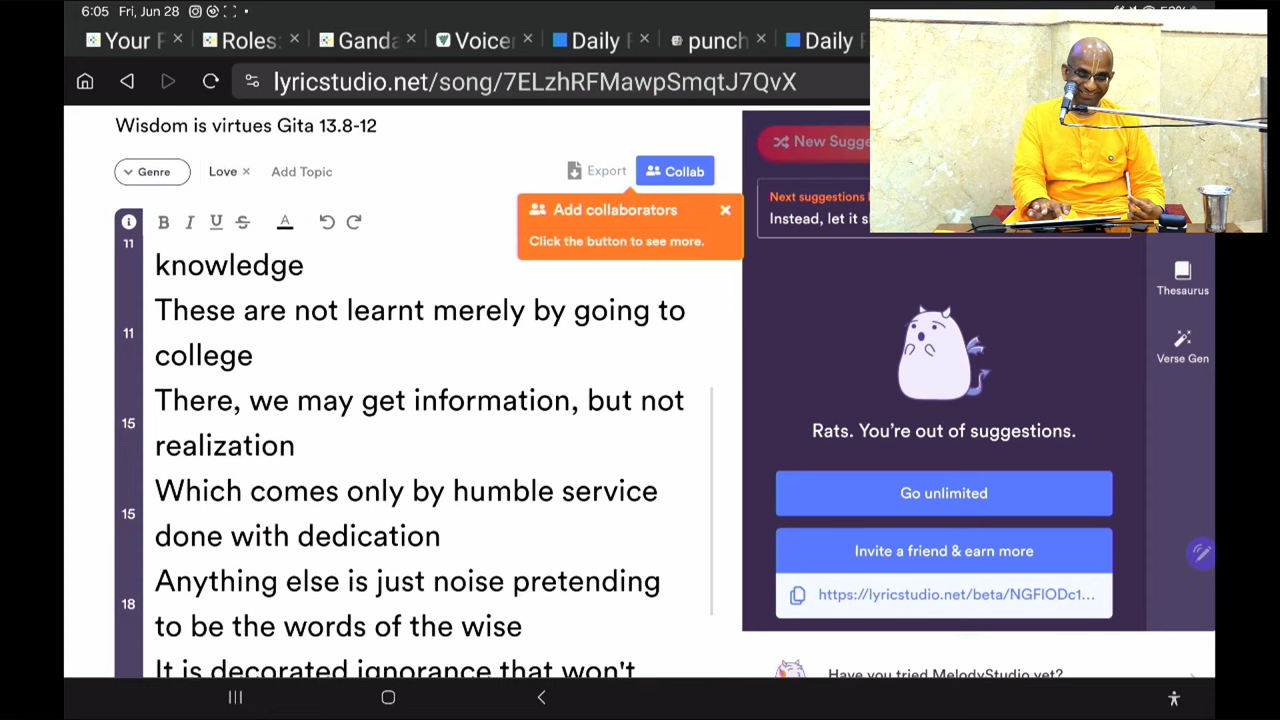 6:05 Fri, Jun 28
Your
Roles:
Ganda
Voicer
Daily
punch
Daily
lyricstudio.net/song/7ELzhRFMawpSmqtJ7QvX
Wisdom is virtues Gita 13.8-12
Genre
Love
Add Topic
Export
Collab
New Sugge
Add collaborators
Click the button to see more.
Next suggestions
Instead, let it
B I U S A
11
knowledge
11
These are not learnt merely by going to
college
15
There, we may get information, but not
realization
15
Which comes only by humble service
done with dedication
18
Anything else is just noise pretending
to be the words of the wise
It is decorated ignorance that won't
Thesaurus
Verse Gen
Rats. You're out of suggestions.
Go unlimited
Invite a friend & earn more
https://lyricstudio.net/beta/NGFlODc1...
Have you tried MelodyStudio yet?